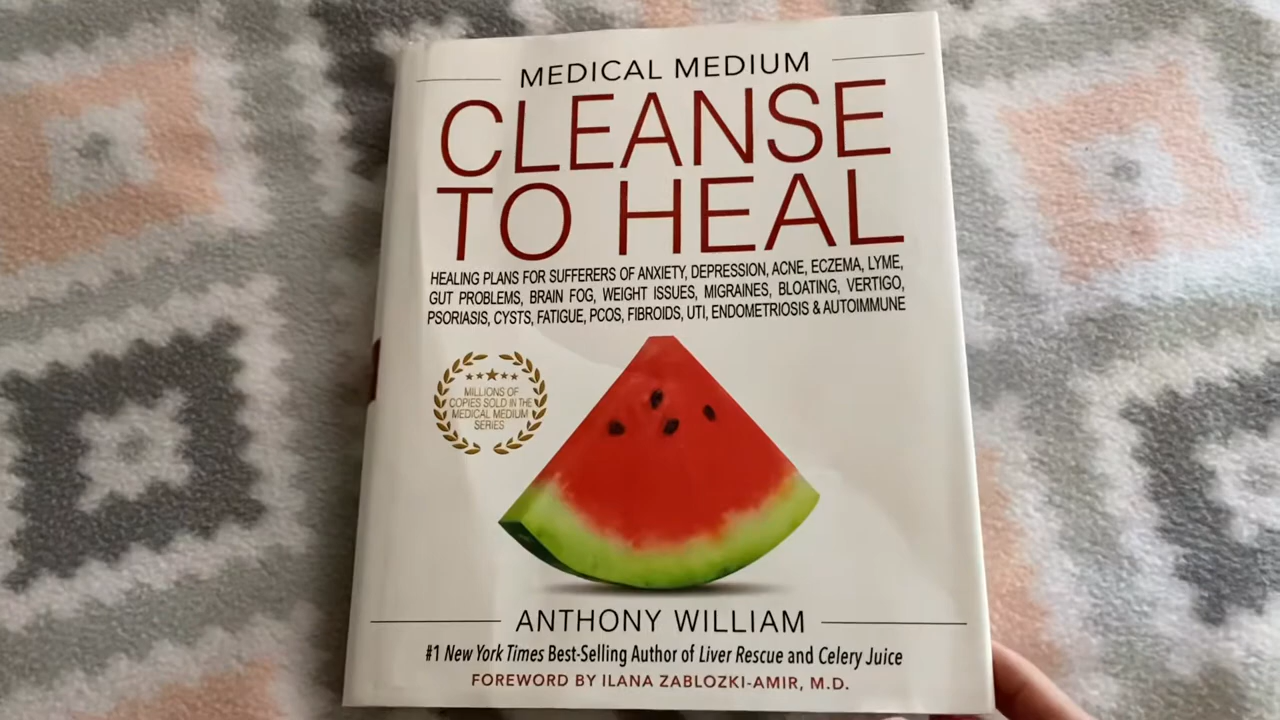 MEDICAL MEDIUM
CLEANSE
TO HEAL
HEALING PLANS FOR SUFFERERS OF ANXIETY, DEPRESSION, ACNE, ECZEMA, LYME,
GUT PROBLEMS, BRAIN FOG, WEIGHT ISSUES, MIGRAINES, BLOATING, VERTIGO,
PSORIASIS, CYSTS, FATIGUE, PCOS, FIBROIDS, UTI, ENDOMETRIOSIS & AUTOIMMUNE
MILLIONS OF
COPIES SOLD IN THE
MEDICAL MEDIUM
SERIES
ANTHONY WILLIAM
#1 New York Times Best-Selling Author of Liver Rescue and Celery Juice
FOREWORD BY ILANA ZABLOZKI-AMIR, M.D.